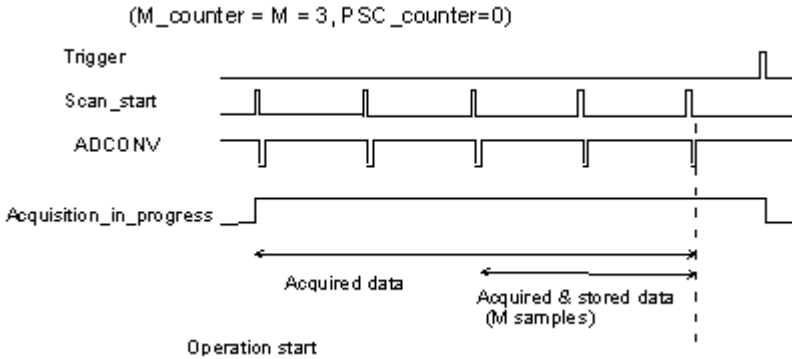 (M_counter = M = 3, PSC_counter=0)
Trigger
Scan_start
ADCONV
Acquisition_in_progress
Acquired data
Acquired & stored data
(M samples)
Operation start